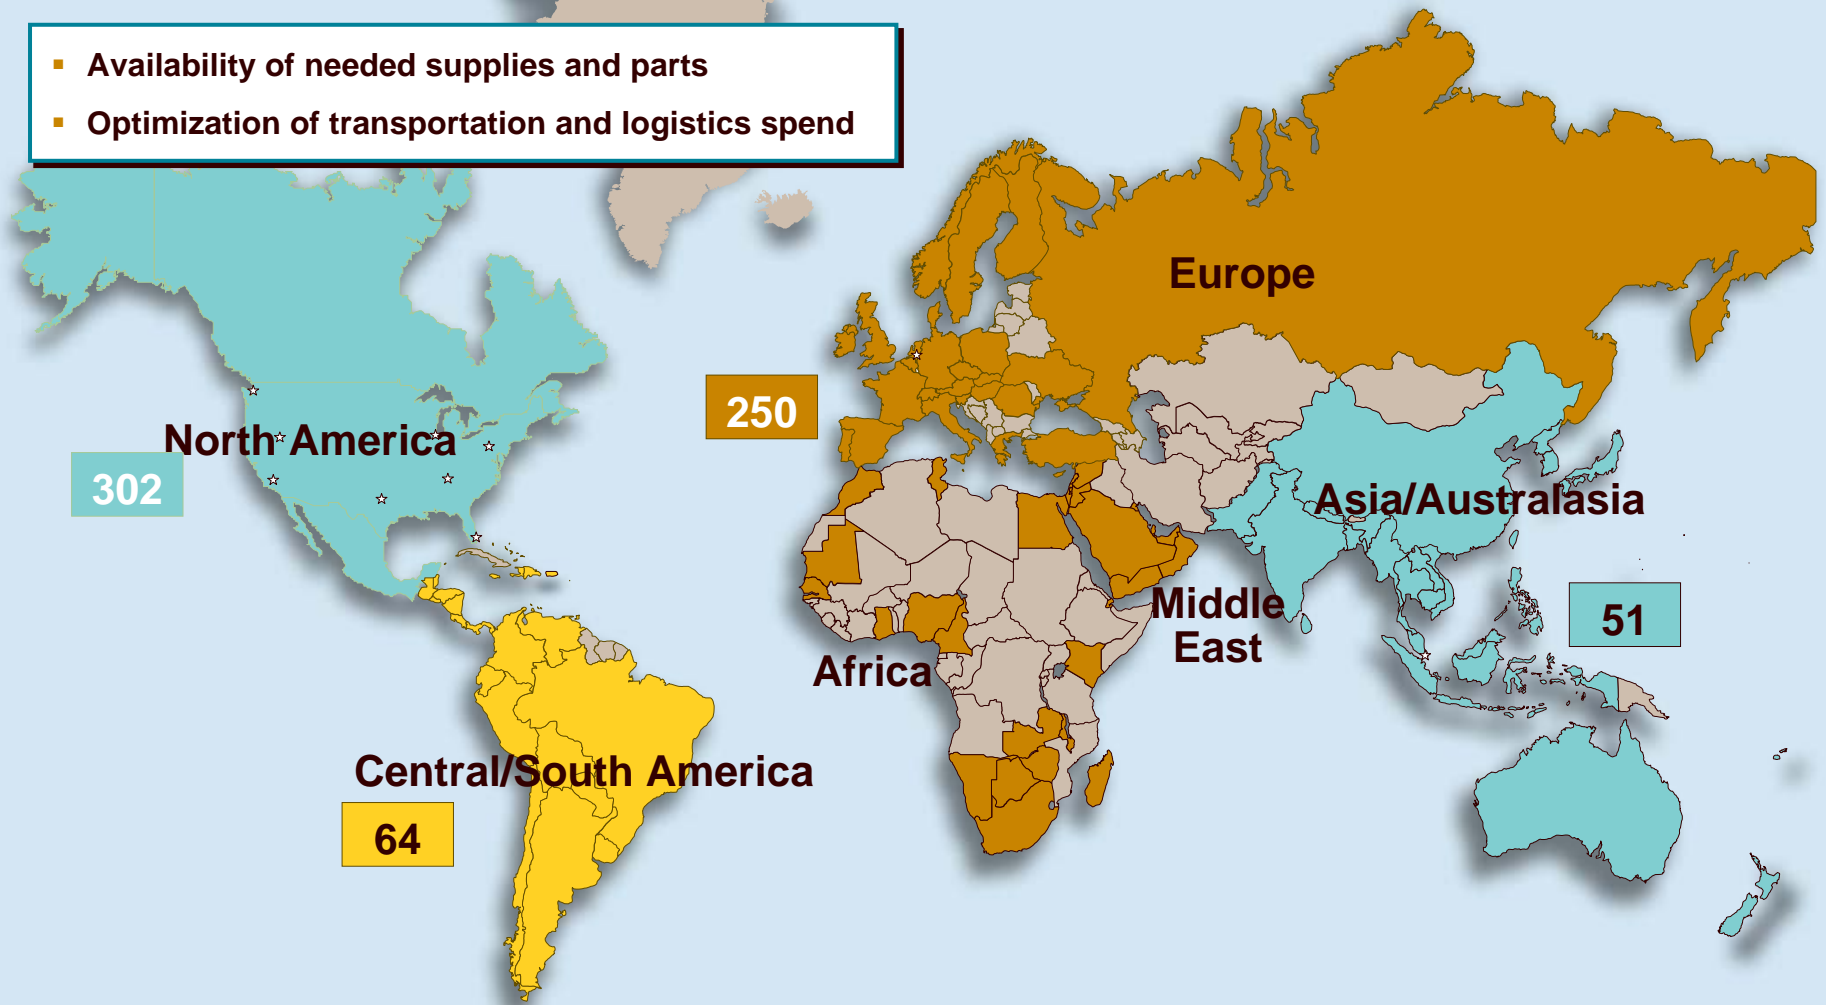 ▪ Availability of needed supplies and parts
▪ Optimization of transportation and logistics spend
Europe
250
North America
302
Asia/Australasia
Middle
East
51
Africa
Central/South America
64